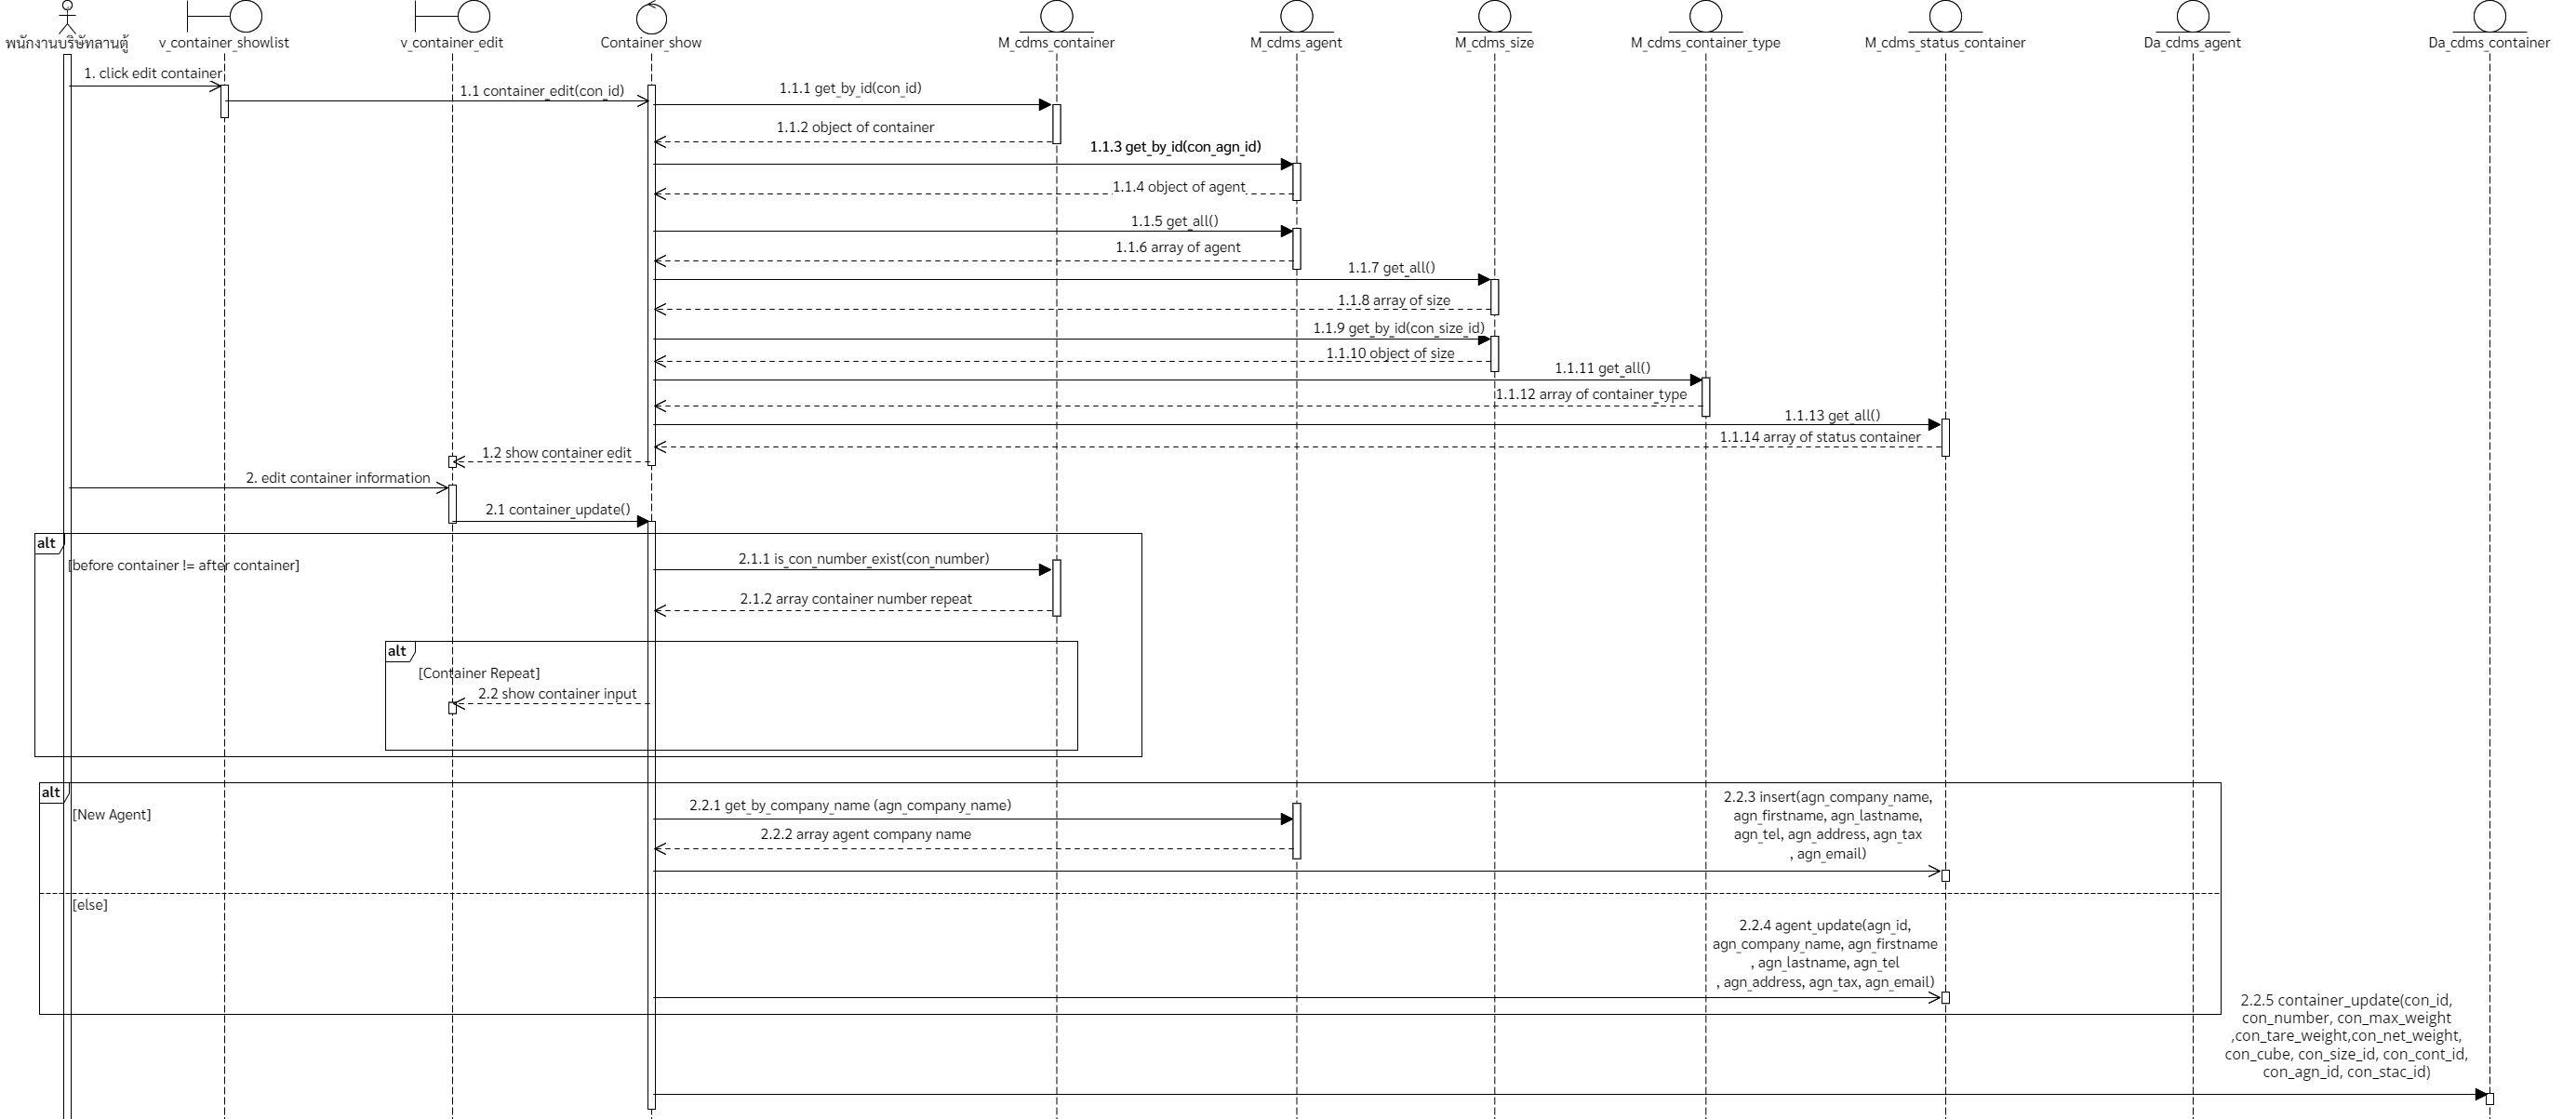 พนักงานบริษัทลานตู้
v_container_showlist
v_container_edit
Container_show
M_cdms_container
M_cdms_agent
M_cdms_size
M_cdms_container_type
M_cdms_status_container
Da_cdms_agent
Da_cdms_container
1. click edit container
1.1 container_edit(con_id)
1.1.1 get_by_id(con_id)
1.1.2 object of container
1.1.3 get_by_id(con_agn_id)
1.1.4 object of agent
1.1.5 get_all()
1.1.6 array of agent
1.1.7 get_all()
1.1.8 array of size
1.1.9 get_by_id(con_size_id)
1.1.10 object of size
1.1.11 get_all()
1.1.12 array of container_type
1.1.13 get_all()
1.1.14 array of status container
1.2 show container edit
2. edit container information
2.1 container_update()
alt
[before container != after container]
2.1.1 is_con_number_exist(con_number)
2.1.2 array container number repeat
alt
[Container Repeat]
2.2 show container input
alt
[New Agent]
2.2.1 get_by_company_name (agn_company_name)
2.2.2 array agent company name
2.2.3 insert(agn_company_name,
agn_firstname, agn_lastname,
agn_tel, agn_address, agn_tax
, agn_email)
[else]
2.2.4 agent_update(agn_id,
agn_company_name, agn_firstname
, agn_lastname, agn_tel
, agn_address, agn_tax, agn_email)
2.2.5 container_update(con_id,
con_number, con_max_weight
,con_tare_weight,con_net_weight,
con_cube, con_size_id, con_cont_id,
con_agn_id, con_stac_id)